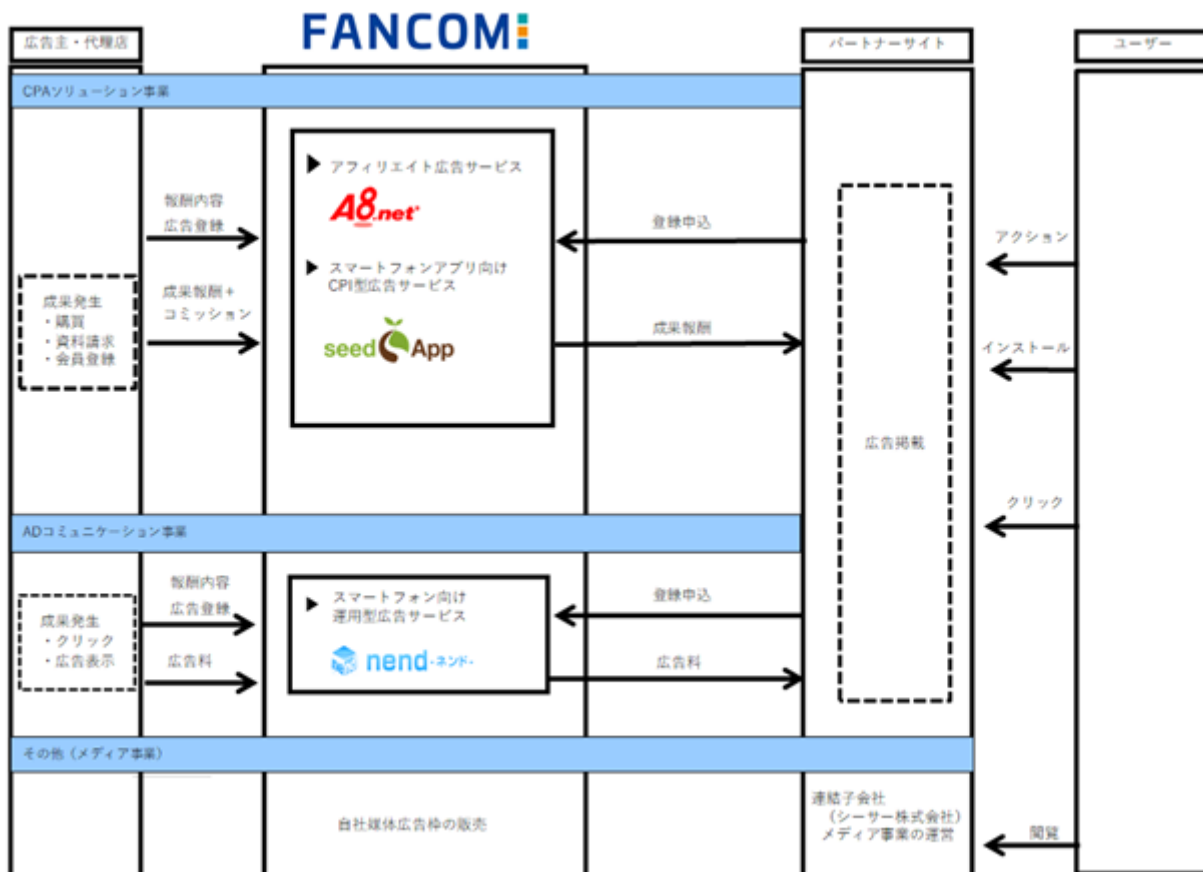 FANCOMI
広告主・代理店
パートナーサイト
ユーザー
CPAソリューション事業
アフィリエイト広告サービス
A8.net
報酬内容
広告登録
登録申込
アクション
スマートフォンアプリ向け
CPI型広告サービス
成果発生
・購買
・資料請求
・会員登録
成果報酬+
コミッション
seed App
成果報酬
インストール
広告掲載
クリック
ADコミュニケーション事業
報酬内容
広告登録
スマートフォン向け
運用型広告サービス
登録申込
成果発生
・クリック
・広告表示
広告料
nend -ネンド-
広告料
その他(メディア事業)
自社媒体広告枠の販売
連結子会社
(シーサー株式会社)
メディア事業の運営
閲覧